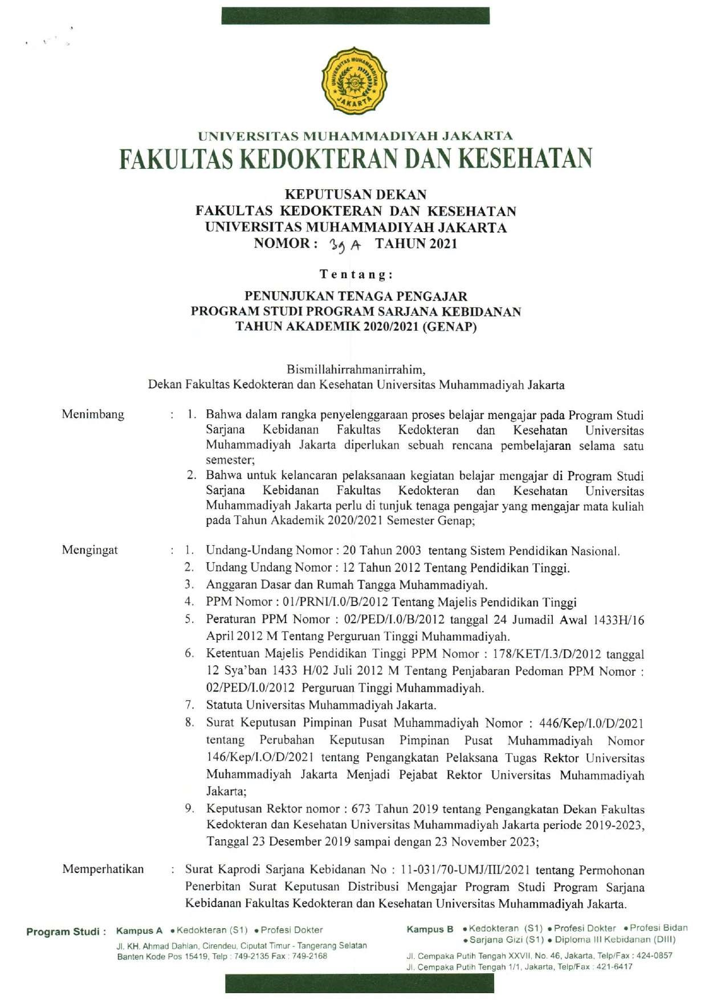 UNIVERSITAS MUHAMMADIYAH
JAKARTA
UNIVERSITAS MUHAMMADIYAH JAKARTA
FAKULTAS KEDOKTERAN DAN KESEHATAN
KEPUTUSAN DEKAN
FAKULTAS KEDOKTERAN DAN KESEHATAN
UNIVERSITAS MUHAMMADIYAH JAKARTA
NOMOR : 39 A TAHUN 2021
Tentang:
PENUNJUKAN TENAGA PENGAJAR
PROGRAM STUDI PROGRAM SARJANA KEBIDANAN
TAHUN AKADEMIK 2020/2021 (GENAP)
Bismillahirrahmanirrahim,
Dekan Fakultas Kedokteran dan Kesehatan Universitas Muhammadiyah Jakarta
Menimbang : 1. Bahwa dalam rangka penyelenggaraan proses belajar mengajar pada Program Studi
Sarjana Kebidanan Fakultas Kedokteran dan Kesehatan Universitas
Muhammadiyah Jakarta diperlukan sebuah rencana pembelajaran selama satu
semester;
2. Bahwa untuk kelancaran pelaksanaan kegiatan belajar mengajar di Program Studi
Sarjana Kebidanan Fakultas Kedokteran dan Kesehatan Universitas
Muhammadiyah Jakarta perlu di tunjuk tenaga pengajar yang mengajar mata kuliah
pada Tahun Akademik 2020/2021 Semester Genap;
Mengingat : 1. Undang-Undang Nomor : 20 Tahun 2003 tentang Sistem Pendidikan Nasional.
2. Undang Undang Nomor : 12 Tahun 2012 Tentang Pendidikan Tinggi.
3. Anggaran Dasar dan Rumah Tangga Muhammadiyah.
4. PPM Nomor : 01/PRNI/I.0/B/2012 Tentang Majelis Pendidikan Tinggi
5. Peraturan PPM Nomor : 02/PED/I.0/B/2012 tanggal 24 Jumadil Awal 1433H/16
April 2012 M Tentang Perguruan Tinggi Muhammadiyah.
6. Ketentuan Majelis Pendidikan Tinggi PPM Nomor : 178/KET/I.3/D/2012 tanggal
12 Sya’ban 1433 H/02 Juli 2012 M Tentang Penjabaran Pedoman PPM Nomor :
02/PED/I.0/2012 Perguruan Tinggi Muhammadiyah.
7. Statuta Universitas Muhammadiyah Jakarta.
8. Surat Keputusan Pimpinan Pusat Muhammadiyah Nomor : 446/Kep/I.0/D/2021
tentang Perubahan Keputusan Pimpinan Pusat Muhammadiyah Nomor
146/Kep/I.O/D/2021 tentang Pengangkatan Pelaksana Tugas Rektor Universitas
Muhammadiyah Jakarta Menjadi Pejabat Rektor Universitas Muhammadiyah
Jakarta;
9. Keputusan Rektor nomor : 673 Tahun 2019 tentang Pengangkatan Dekan Fakultas
Kedokteran dan Kesehatan Universitas Muhammadiyah Jakarta periode 2019-2023,
Tanggal 23 Desember 2019 sampai dengan 23 November 2023;
Memperhatikan : Surat Kaprodi Sarjana Kebidanan No : 11-031/70-UMJ/III/2021 tentang Permohonan
Penerbitan Surat Keputusan Distribusi Mengajar Program Studi Program Sarjana
Kebidanan Fakultas Kedokteran dan Kesehatan Universitas Muhammadiyah Jakarta.
Program Studi : Kampus A • Kedokteran (S1) • Profesi Dokter
Jl. KH. Ahmad Dahlan, Cirendeu, Ciputat Timur - Tangerang Selatan
Banten Kode Pos 15419, Telp : 749-2135 Fax : 749-2168
Kampus B • Kedokteran (S1) • Profesi Dokter • Profesi Bidan
• Sarjana Gizi (S1) • Diploma III Kebidanan (DIII)
Jl. Cempaka Putih Tengah XXVII, No. 46, Jakarta, Telp/Fax : 424-0857
Jl. Cempaka Putih Tengah 1/1, Jakarta, Telp/Fax : 421-6417